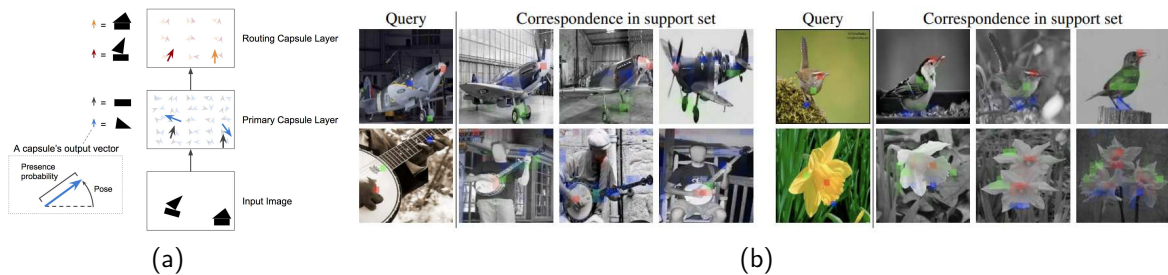 =
Routing Capsule Layer
=
=
Primary Capsule Layer
=
A capsule's output vector
Presence
probability
Pose
Input Image
(a)
Query
Correspondence in support set
Query
Correspondence in support set
(b)